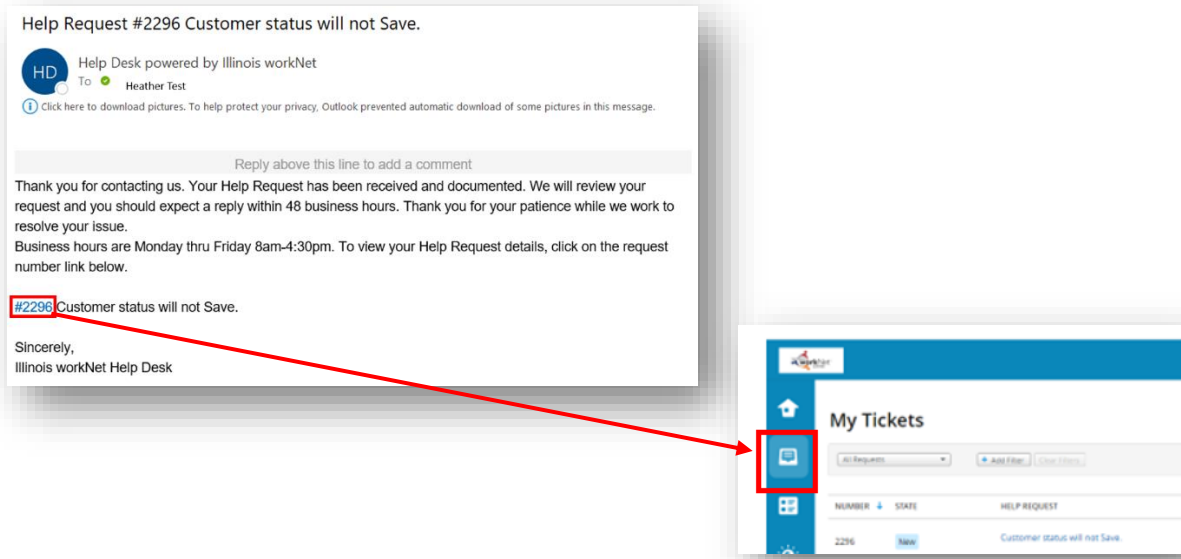 Help Request #2296 Customer status will not Save.
HD
Help Desk powered by Illinois workNet
To
Heather Test
Click here to download pictures. To help protect your privacy, Outlook prevented automatic download of some pictures in this message.
Reply above this line to add a comment
Thank you for contacting us. Your Help Request has been received and documented. We will review your
request and you should expect a reply within 48 business hours. Thank you for your patience while we work to
resolve your issue.
Business hours are Monday thru Friday 8am-4:30pm. To view your Help Request details, click on the request
number link below.
#2296 Customer status will not Save.
Sincerely,
Illinois workNet Help Desk
My Tickets
All Requests
Add Filter
Clear Filters
NUMBER STATE HELP REQUEST
2296 New Customer status will not Save.